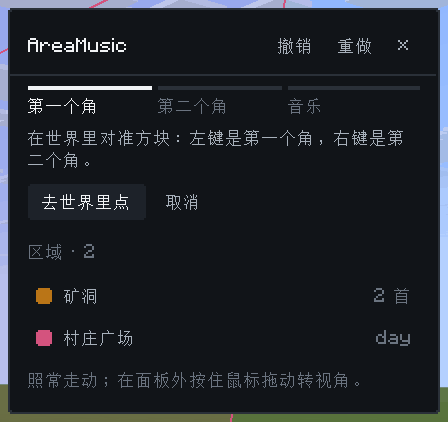 AreaMusic 撤销 重做 ×
第一个角 第二个角 音乐
在世界里对准方块：左键是第一个角，右键是第
二个角。
去世界里点 取消
区域 · 2
矿洞 2 首
村庄广场 day
照常走动；在面板外按住鼠标拖动转视角。